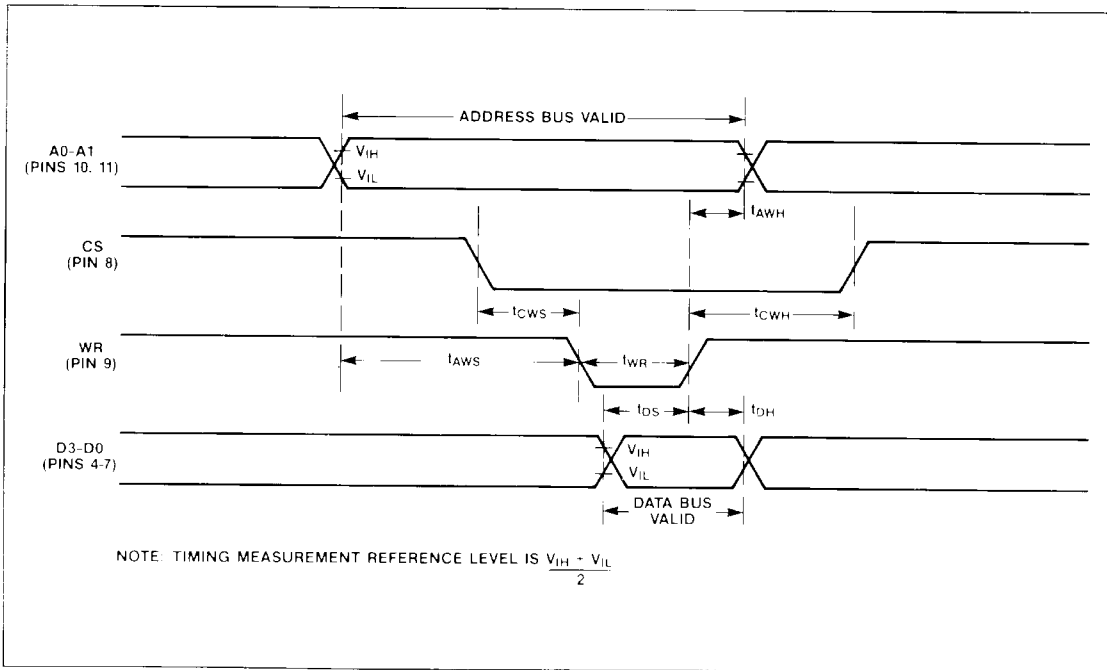 ADDRESS BUS VALID
A0-A1
(PINS 10. 11)
VIH
VIL
tAWH
CS
(PIN 8)
tCWS
tCWH
WR
(PIN 9)
tAWS
tWR
tDS
tDH
D3-D0
(PINS 4-7)
VIH
VIL
DATA BUS
VALID
NOTE: TIMING MEASUREMENT REFERENCE LEVEL IS VIH + VIL
2